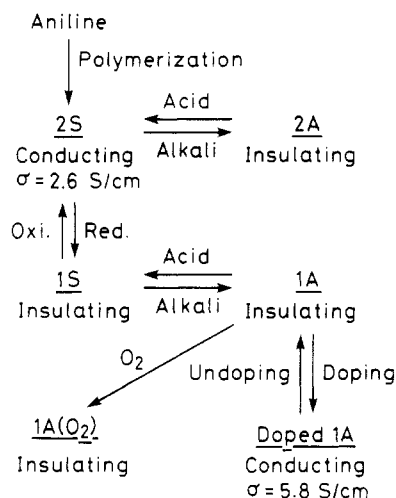 Aniline
Polymerization
2S
Acid
Alkali
2A
Conducting
Insulating
σ=2.6 S/cm
Oxi.
Red.
1S
Acid
Alkali
1A
Insulating
Insulating
O2
Undoping
Doping
1A(O2)
Doped 1A
Insulating
Conducting
σ=5.8 S/cm